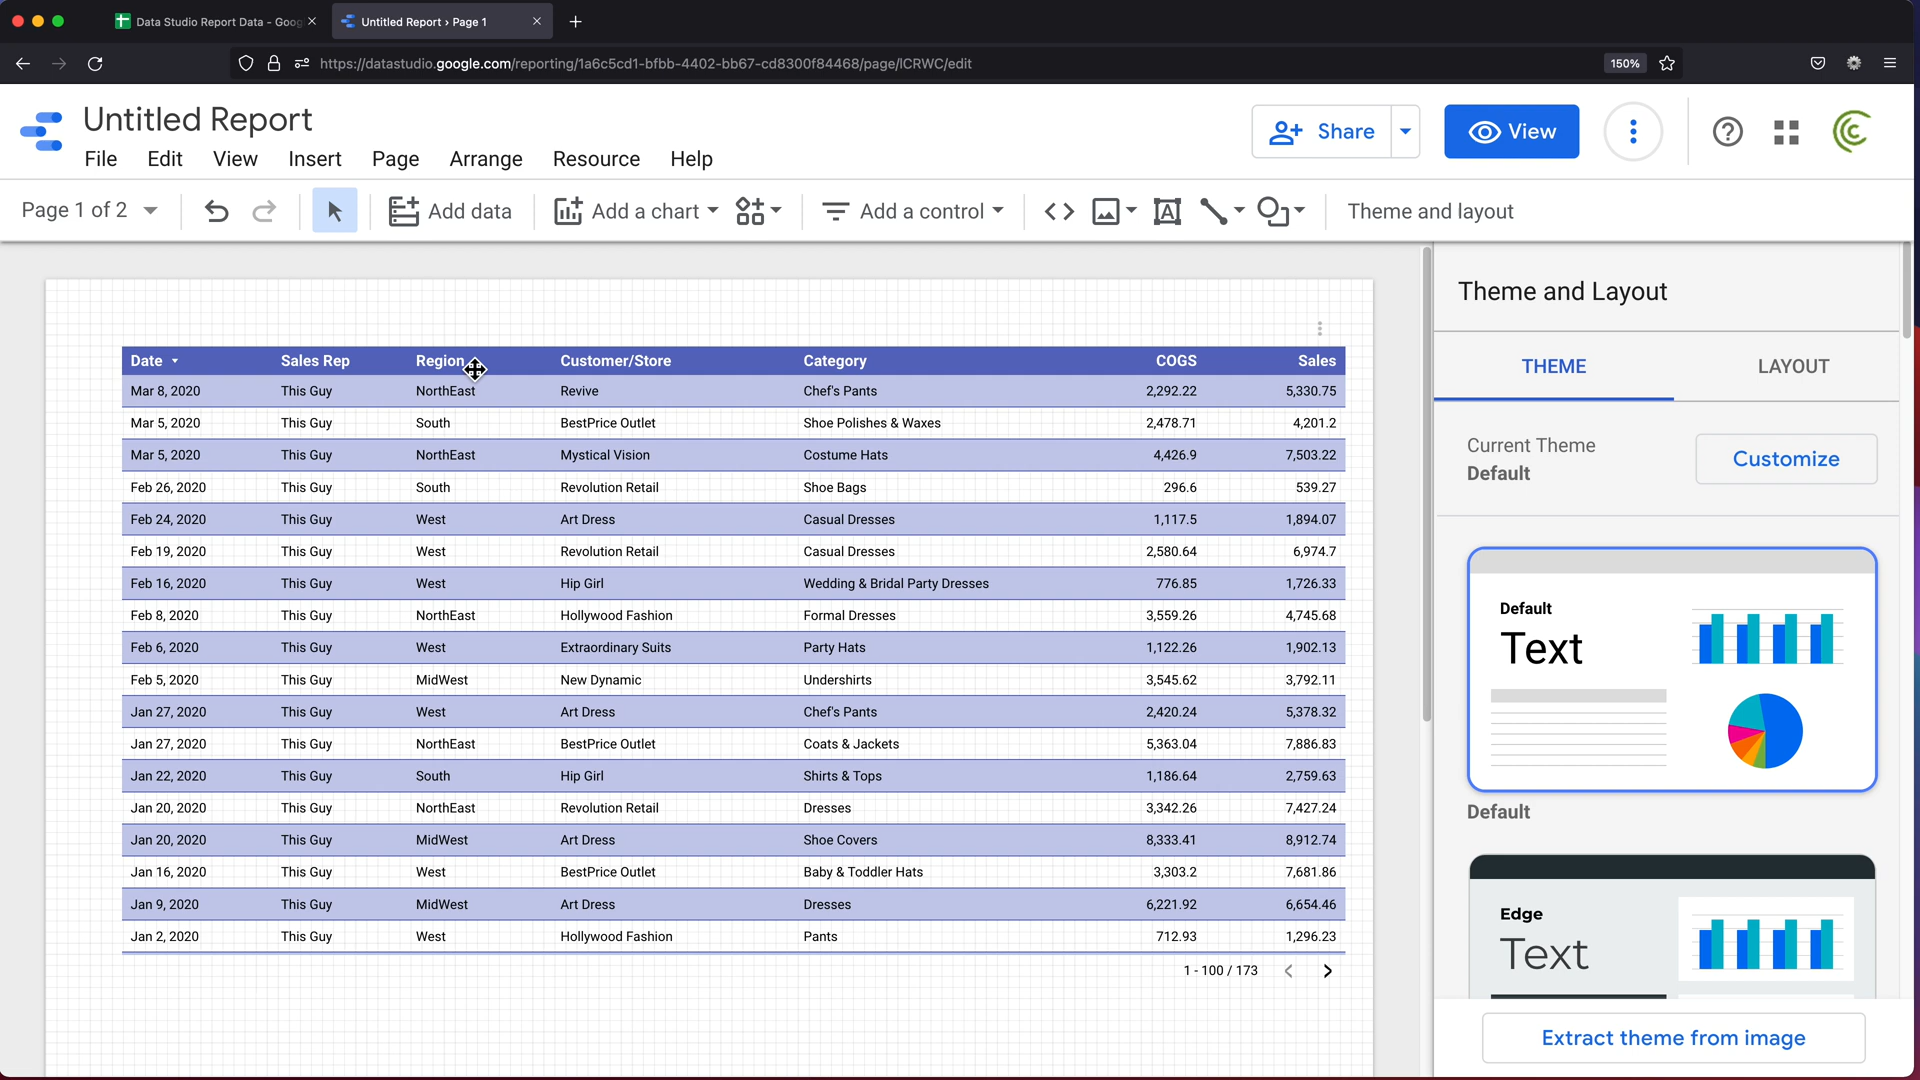 Data Studio Report Data - Goog
Untitled Report › Page 1
https://datastudio.google.com/reporting/1a6c5cd1-bfbb-4402-bb67-cd8300f84468/page/lCRWC/edit
150%
Untitled Report
File Edit View Insert Page Arrange Resource Help
Share
View
Page 1 of 2
Add data
Add a chart
Add a control
Theme and layout
Date Sales Rep Region Customer/Store Category COGS Sales
Mar 8, 2020 This Guy NorthEast Revive Chef's Pants 2,292.22 5,330.75
Mar 5, 2020 This Guy South BestPrice Outlet Shoe Polishes & Waxes 2,478.71 4,201.2
Mar 5, 2020 This Guy NorthEast Mystical Vision Costume Hats 4,426.9 7,503.22
Feb 26, 2020 This Guy South Revolution Retail Shoe Bags 296.6 539.27
Feb 24, 2020 This Guy West Art Dress Casual Dresses 1,117.5 1,894.07
Feb 19, 2020 This Guy West Revolution Retail Casual Dresses 2,580.64 6,974.7
Feb 16, 2020 This Guy West Hip Girl Wedding & Bridal Party Dresses 776.85 1,726.33
Feb 8, 2020 This Guy NorthEast Hollywood Fashion Formal Dresses 3,559.26 4,745.68
Feb 6, 2020 This Guy West Extraordinary Suits Party Hats 1,122.26 1,902.13
Feb 5, 2020 This Guy MidWest New Dynamic Undershirts 3,545.62 3,792.11
Jan 27, 2020 This Guy West Art Dress Chef's Pants 2,420.24 5,378.32
Jan 27, 2020 This Guy NorthEast BestPrice Outlet Coats & Jackets 5,363.04 7,886.83
Jan 22, 2020 This Guy South Hip Girl Shirts & Tops 1,186.64 2,759.63
Jan 20, 2020 This Guy NorthEast Revolution Retail Dresses 3,342.26 7,427.24
Jan 20, 2020 This Guy MidWest Art Dress Shoe Covers 8,333.41 8,912.74
Jan 16, 2020 This Guy West BestPrice Outlet Baby & Toddler Hats 3,303.2 7,681.86
Jan 9, 2020 This Guy MidWest Art Dress Dresses 6,221.92 6,654.46
Jan 2, 2020 This Guy West Hollywood Fashion Pants 712.93 1,296.23
1 - 100 / 173
Theme and Layout
THEME LAYOUT
Current Theme
Default
Customize
Default
Text
Default
Edge
Text
Extract theme from image